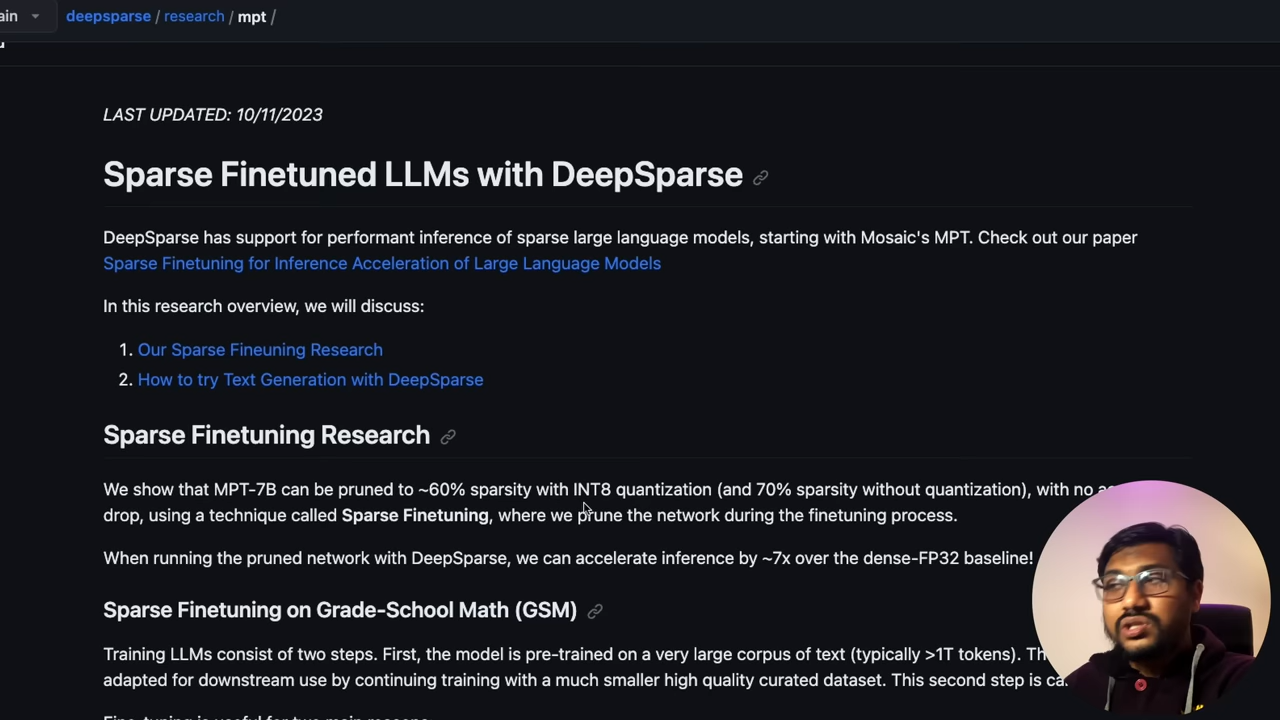 ain deepsparse / research / mpt /
LAST UPDATED: 10/11/2023
Sparse Finetuned LLMs with DeepSparse
DeepSparse has support for performant inference of sparse large language models, starting with Mosaic's MPT. Check out our paper
Sparse Finetuning for Inference Acceleration of Large Language Models
In this research overview, we will discuss:
1. Our Sparse Fineuning Research
2. How to try Text Generation with DeepSparse
Sparse Finetuning Research
We show that MPT-7B can be pruned to ~60% sparsity with INT8 quantization (and 70% sparsity without quantization), with no
drop, using a technique called Sparse Finetuning, where we prune the network during the finetuning process.
When running the pruned network with DeepSparse, we can accelerate inference by ~7x over the dense-FP32 baseline!
Sparse Finetuning on Grade-School Math (GSM)
Training LLMs consist of two steps. First, the model is pre-trained on a very large corpus of text (typically >1T tokens).
adapted for downstream use by continuing training with a much smaller high quality curated dataset. This second step is
Fine-tuning is useful for two main reasons